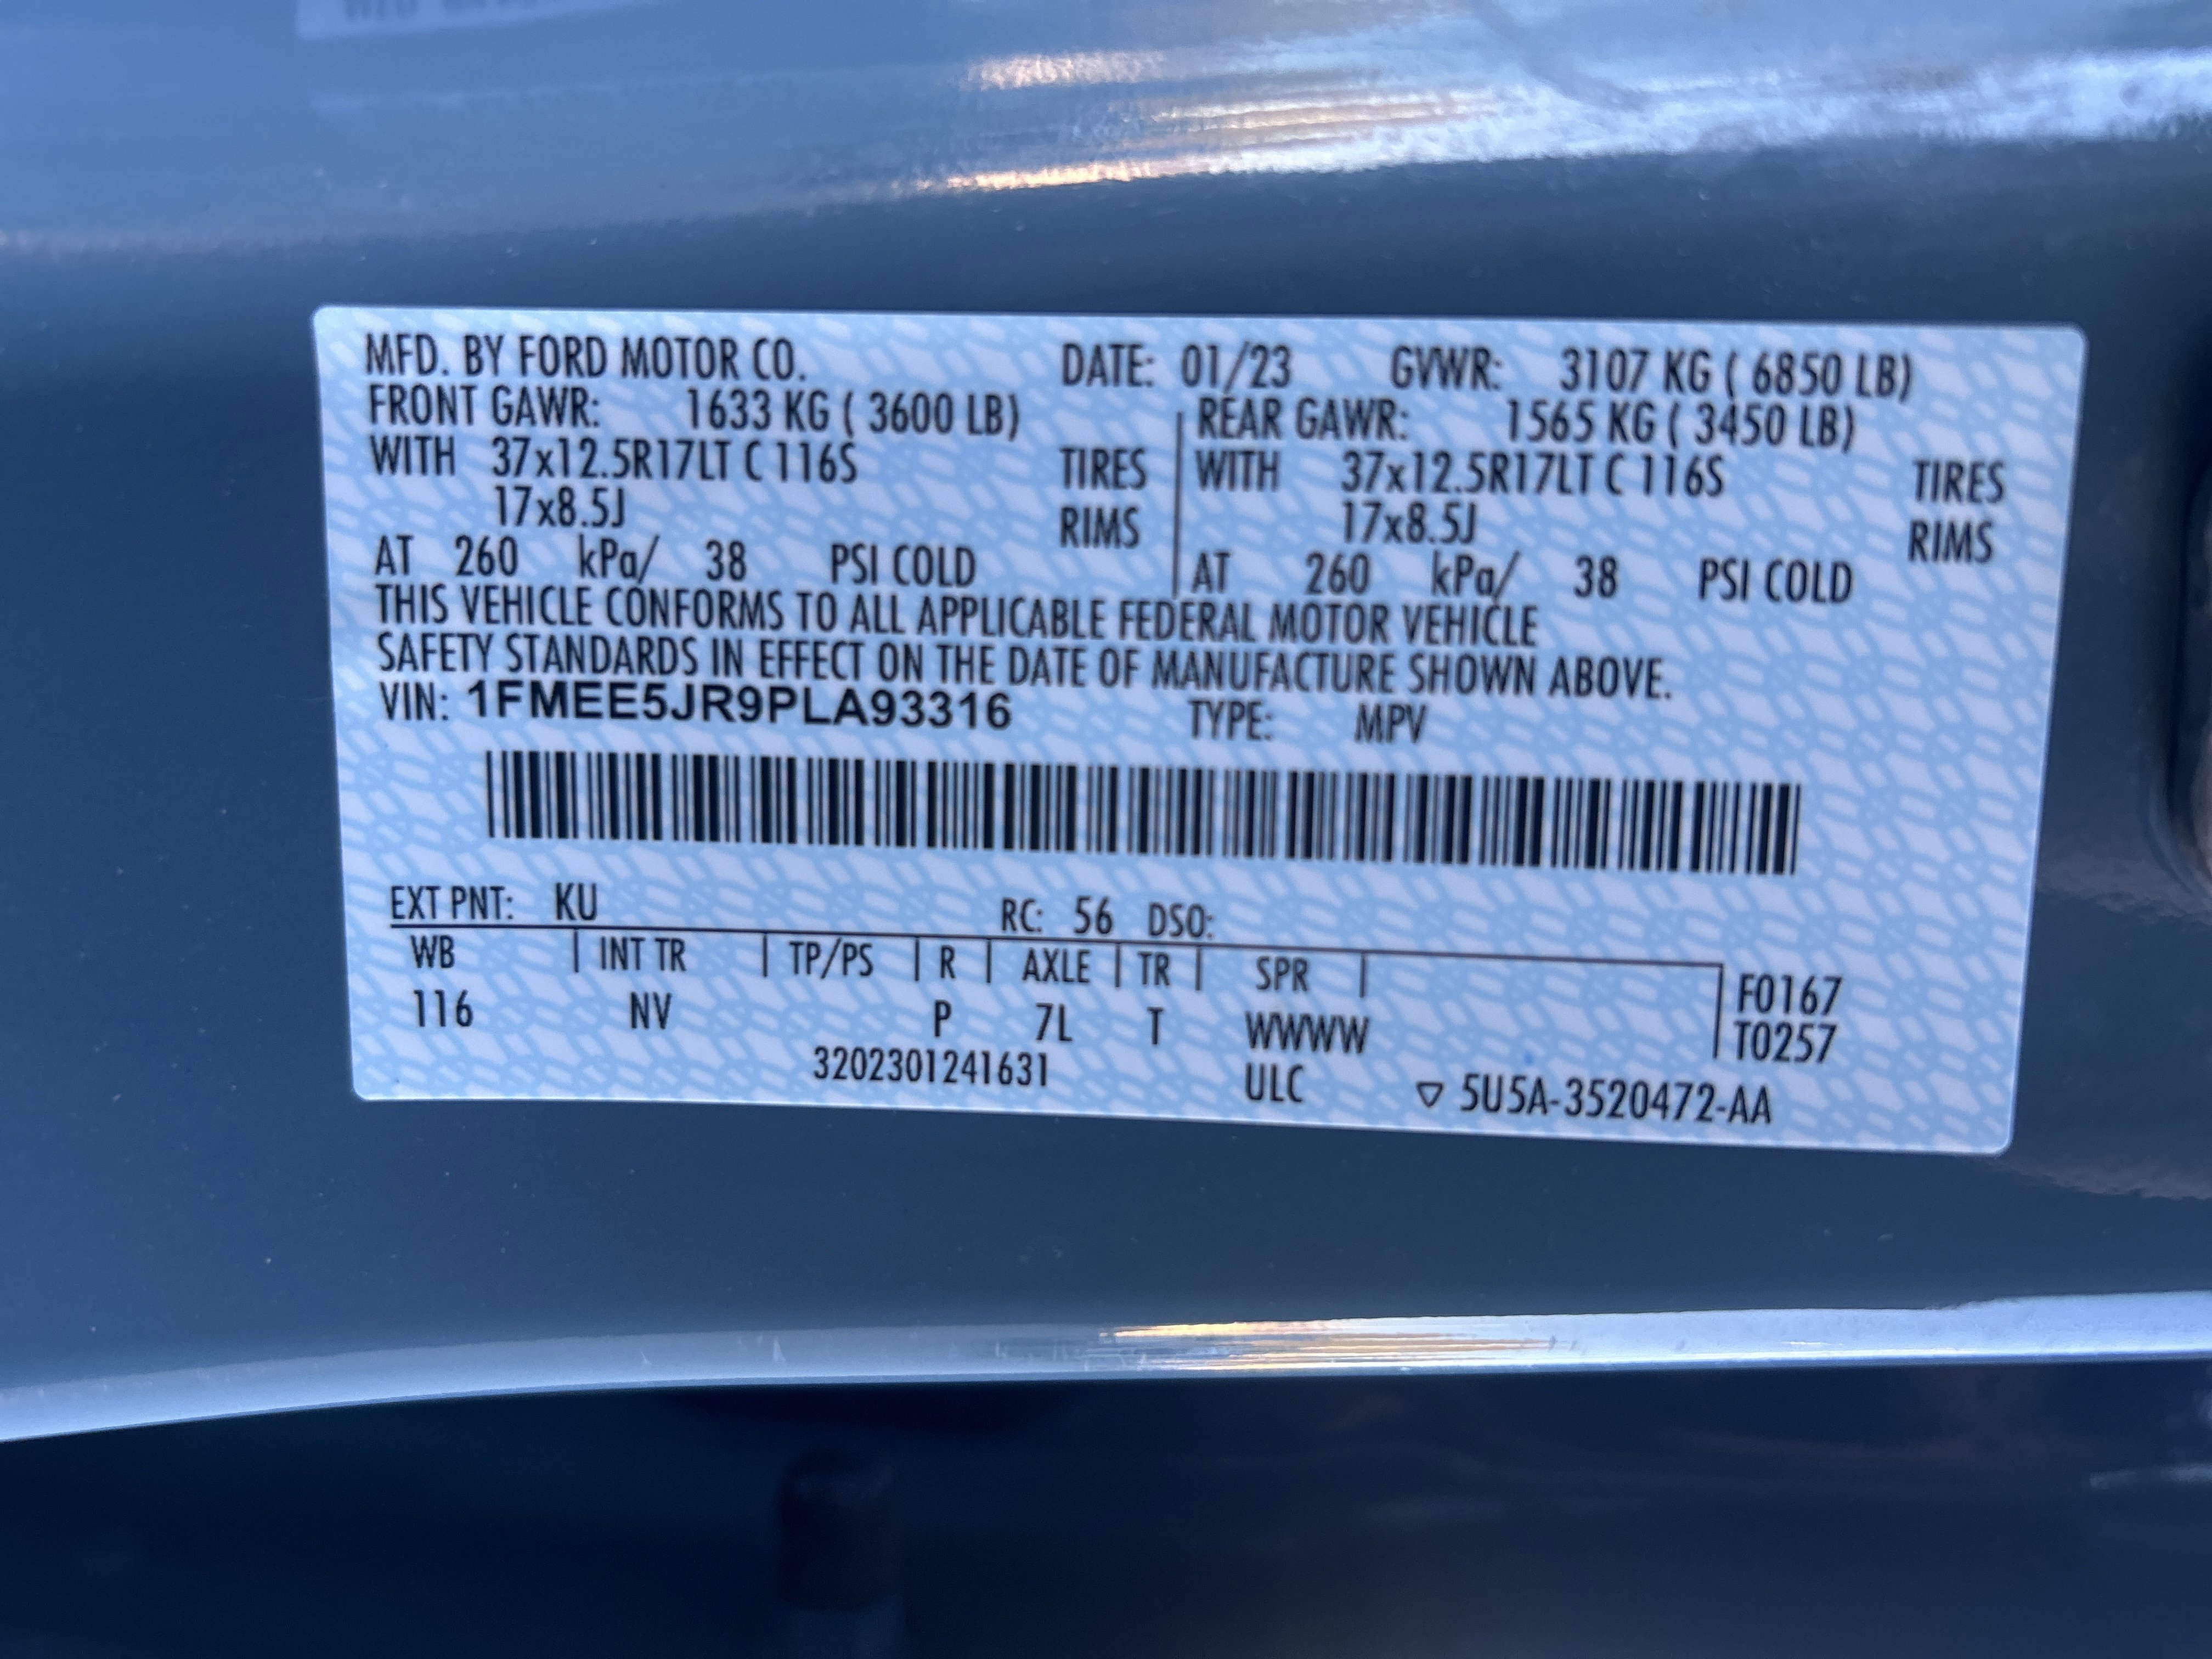 MFD. BY FORD MOTOR CO. DATE: 01/23 GVWR: 3107 KG ( 6850 LB)
FRONT GAWR: 1633 KG ( 3600 LB) REAR GAWR: 1565 KG ( 3450 LB)
WITH 37x12.5R17LT C 116S TIRES WITH 37x12.5R17LT C 116S TIRES
17x8.5J RIMS 17x8.5J RIMS
AT 260 kPa/ 38 PSI COLD AT 260 kPa/ 38 PSI COLD
THIS VEHICLE CONFORMS TO ALL APPLICABLE FEDERAL MOTOR VEHICLE
SAFETY STANDARDS IN EFFECT ON THE DATE OF MANUFACTURE SHOWN ABOVE.
VIN: 1FMEE5JR9PLA93316 TYPE: MPV
EXT PNT: KU RC: 56 DSO:
WB INT TR TP/PS R AXLE TR SPR F0167
116 NV P 7L T WWWW T0257
3202301241631 ULC ▽ 5U5A-3520472-AA